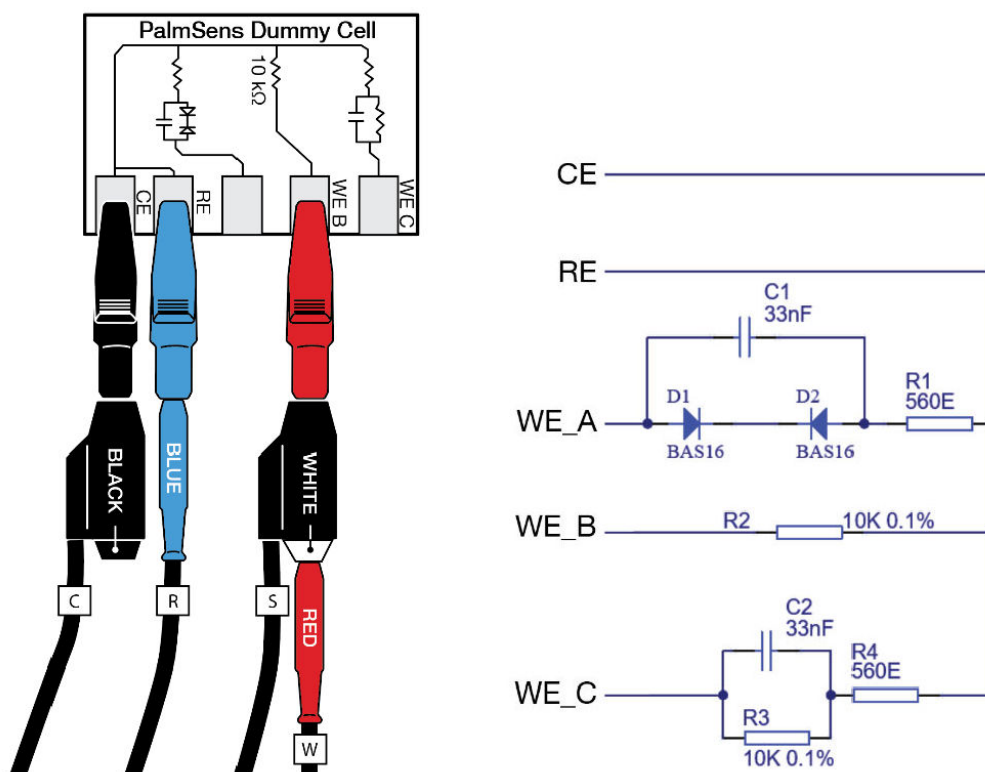 PalmSens Dummy Cell
10 kΩ
CE
RE
WE B
WE C
BLACK
BLUE
WHITE
RED
C
R
S
W
CE
RE
C1
33nF
D1
D2
R1
560E
WE_A
BAS16
BAS16
WE_B
R2
10K 0.1%
C2
33nF
R4
560E
WE_C
R3
10K 0.1%